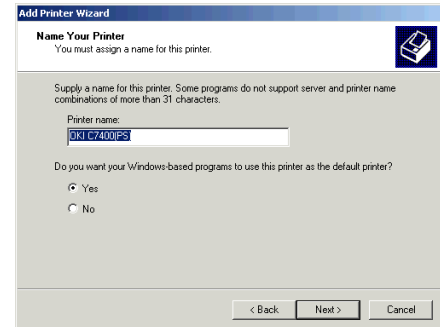 Add Printer Wizard
Name Your Printer
You must assign a name for this printer.
Supply a name for this printer. Some programs do not support server and printer name
combinations of more than 31 characters.
Printer name:
OKI C7400(PS)
Do you want your Windows-based programs to use this printer as the default printer?
Yes
No
< Back Next > Cancel